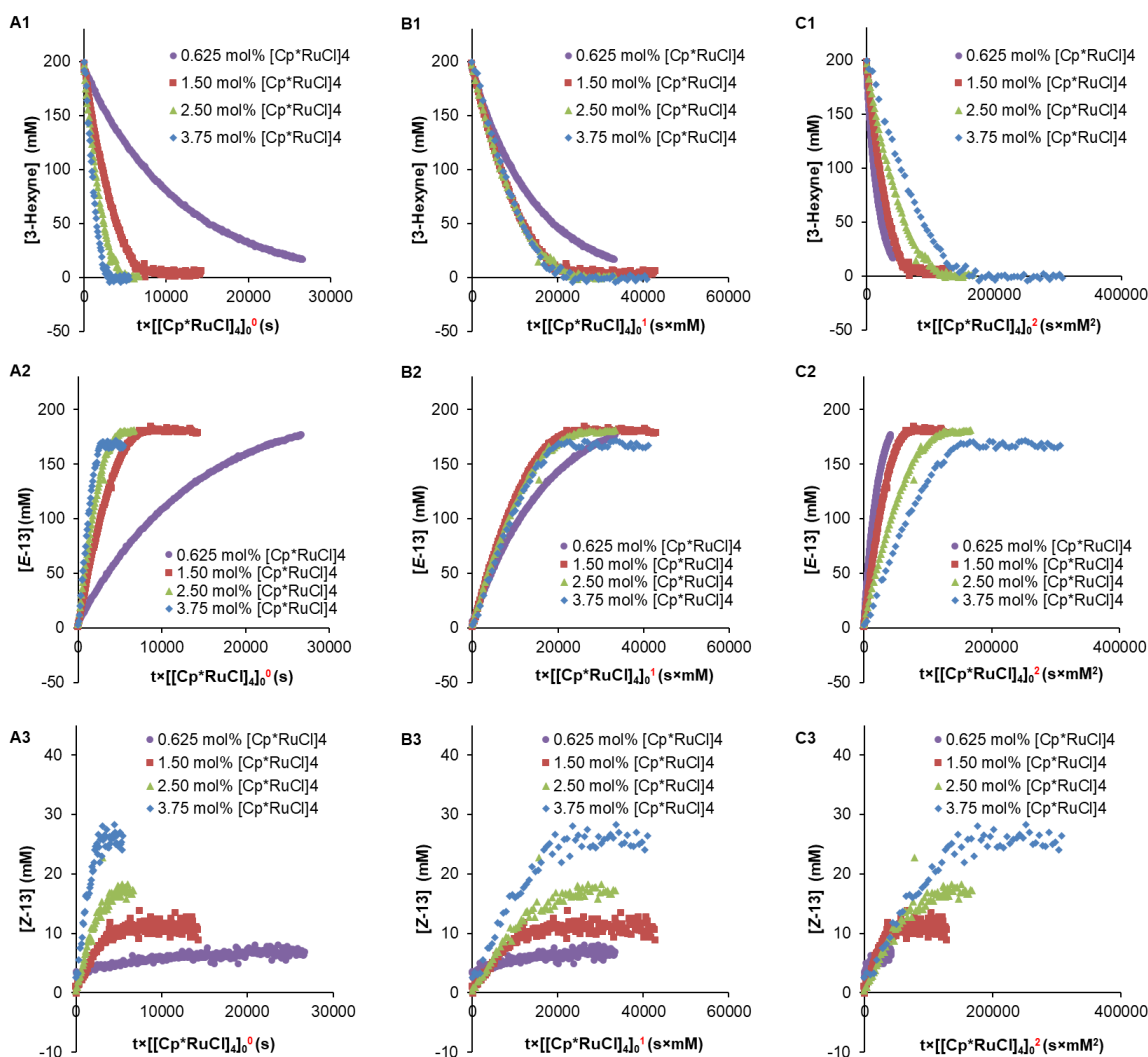 A1
0.625 mol% [Cp*RuCl]4
1.50 mol% [Cp*RuCl]4
2.50 mol% [Cp*RuCl]4
3.75 mol% [Cp*RuCl]4
200
150
100
50
0
-50
0
10000
20000
30000
[3-Hexyne] (mM)
t×[[Cp*RuCl]₄]₀⁰ (s)
B1
0.625 mol% [Cp*RuCl]4
1.50 mol% [Cp*RuCl]4
2.50 mol% [Cp*RuCl]4
3.75 mol% [Cp*RuCl]4
200
150
100
50
0
-50
0
20000
40000
60000
[3-Hexyne] (mM)
t×[[Cp*RuCl]₄]₀¹ (s×mM)
C1
0.625 mol% [Cp*RuCl]4
1.50 mol% [Cp*RuCl]4
2.50 mol% [Cp*RuCl]4
3.75 mol% [Cp*RuCl]4
200
150
100
50
0
-50
0
200000
400000
[3-Hexyne] (mM)
t×[[Cp*RuCl]₄]₀² (s×mM²)
A2
200
150
100
50
0
-50
0.625 mol% [Cp*RuCl]4
1.50 mol% [Cp*RuCl]4
2.50 mol% [Cp*RuCl]4
3.75 mol% [Cp*RuCl]4
0
10000
20000
30000
[E-13] (mM)
t×[[Cp*RuCl]₄]₀⁰ (s)
B2
200
150
100
50
0
-50
0.625 mol% [Cp*RuCl]4
1.50 mol% [Cp*RuCl]4
2.50 mol% [Cp*RuCl]4
3.75 mol% [Cp*RuCl]4
0
20000
40000
60000
[E-13] (mM)
t×[[Cp*RuCl]₄]₀¹ (s×mM)
C2
200
150
100
50
0
-50
0.625 mol% [Cp*RuCl]4
1.50 mol% [Cp*RuCl]4
2.50 mol% [Cp*RuCl]4
3.75 mol% [Cp*RuCl]4
0
200000
400000
[E-13] (mM)
t×[[Cp*RuCl]₄]₀² (s×mM²)
A3
0.625 mol% [Cp*RuCl]4
1.50 mol% [Cp*RuCl]4
2.50 mol% [Cp*RuCl]4
3.75 mol% [Cp*RuCl]4
40
30
20
10
0
-10
0
10000
20000
30000
[Z-13] (mM)
t×[[Cp*RuCl]₄]₀⁰ (s)
B3
0.625 mol% [Cp*RuCl]4
1.50 mol% [Cp*RuCl]4
2.50 mol% [Cp*RuCl]4
3.75 mol% [Cp*RuCl]4
40
30
20
10
0
-10
0
20000
40000
60000
[Z-13] (mM)
t×[[Cp*RuCl]₄]₀¹ (s×mM)
C3
0.625 mol% [Cp*RuCl]4
1.50 mol% [Cp*RuCl]4
2.50 mol% [Cp*RuCl]4
3.75 mol% [Cp*RuCl]4
40
30
20
10
0
-10
0
200000
400000
[Z-13] (mM)
t×[[Cp*RuCl]₄]₀² (s×mM²)